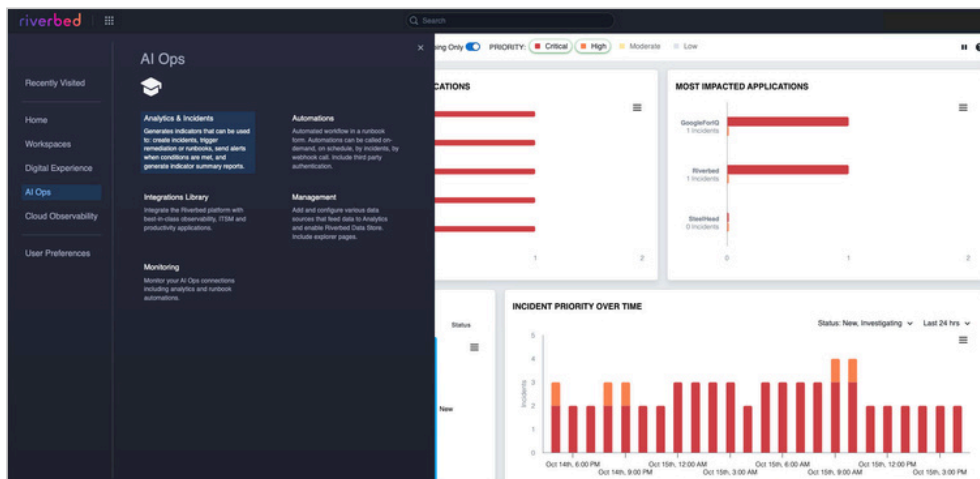 riverbed
Search
AI Ops
Recently Visited
Home
Workspaces
Digital Experience
AI Ops
Cloud Observability
User Preferences
Analytics & Incidents
Generates indicators that can be used
to: create incidents, trigger
remediation or runbooks, send alerts
when conditions are met, and
generate indicator summary reports.
Automations
Automated workflow in a runbook
form. Automations can be called on-
demand, on schedule, by incidents, by
webhook call. Include third party
authentication.
Integrations Library
Integrate the Riverbed platform with
best-in-class observability, ITSM and
productivity applications.
Management
Add and configure various data
sources that feed data to Analytics
and enable Riverbed Data Store.
Include explorer pages.
Monitoring
Monitor your AI Ops connections
including analytics and runbook
automations.
Only
PRIORITY:
Critical
High
Moderate
Low
CATIONS
1
2
MOST IMPACTED APPLICATIONS
GoogleForIQ
1 Incidents
Riverbed
1 Incidents
SteelHead
0 Incidents
0
1
2
Status
New
INCIDENT PRIORITY OVER TIME
Status: New, Investigating
Last 24 hrs
Incidents
5
4
3
2
1
0
Oct 14th, 6:00 PM
Oct 14th, 9:00 PM
Oct 15th, 12:00 AM
Oct 15th, 3:00 AM
Oct 15th, 6:00 AM
Oct 15th, 9:00 AM
Oct 15th, 12:00 PM
Oct 15th, 3:00 PM